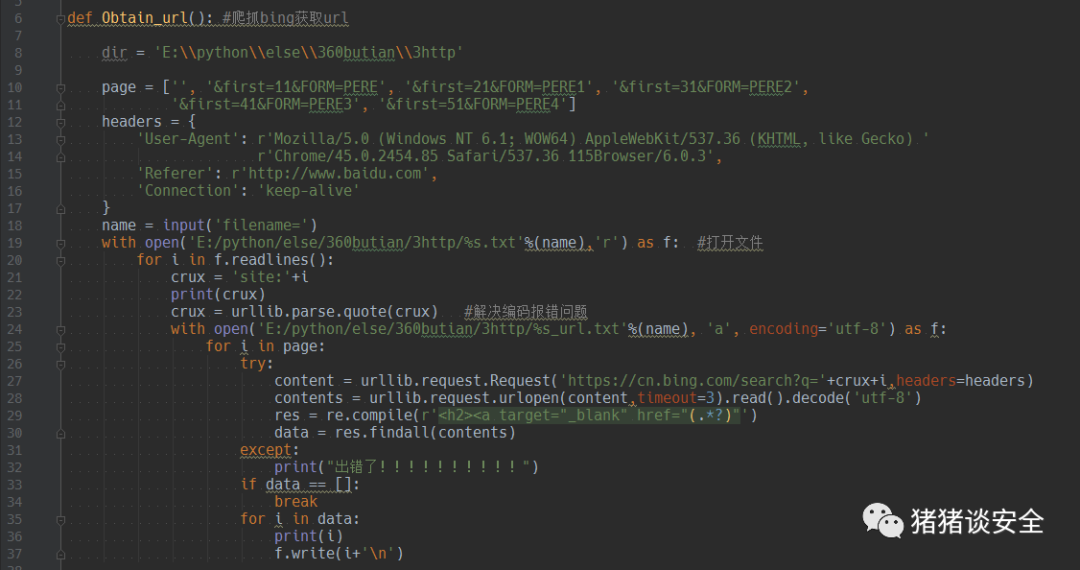 5
6 def Obtain_url(): #爬抓bing获取url
7
8 dir = 'E:\\python\\else\\360butian\\3http'
9
10 page = ['', '&first=11&FORM=PERE', '&first=21&FORM=PERE1', '&first=31&FORM=PERE2',
11 '&first=41&FORM=PERE3', '&first=51&FORM=PERE4']
12 headers = {
13 'User-Agent': r'Mozilla/5.0 (Windows NT 6.1; WOW64) AppleWebKit/537.36 (KHTML, like Gecko) '
14 r'Chrome/45.0.2454.85 Safari/537.36 115Browser/6.0.3',
15 'Referer': r'http://www.baidu.com',
16 'Connection': 'keep-alive'
17 }
18 name = input('filename=')
19 with open('E:/python/else/360butian/3http/%s.txt'%(name),'r') as f: #打开文件
20 for i in f.readlines():
21 crux = 'site:'+i
22 print(crux)
23 crux = urllib.parse.quote(crux) #解决编码报错问题
24 with open('E:/python/else/360butian/3http/%s_url.txt'%(name), 'a', encoding='utf-8') as f:
25 for i in page:
26 try:
27 content = urllib.request.Request('https://cn.bing.com/search?q='+crux+i,headers=headers)
28 contents = urllib.request.urlopen(content,timeout=3).read().decode('utf-8')
29 res = re.compile(r'<h2><a target="_blank" href="(.*?)"')
30 data = res.findall(contents)
31 except:
32 print("出错了!!!!!!!!!!")
33 if data == []:
34 break
35 for i in data:
36 print(i)
37 f.write(i+'\n')
38
猪猪谈安全